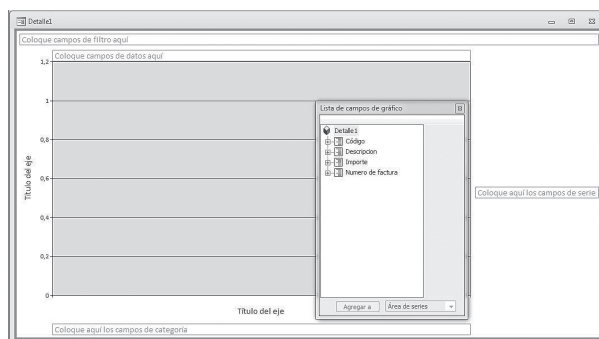 Detalle1
Coloque campos de filtro aquí
Coloque campos de datos aquí
1,2
1
0,8
0,6
0,4
0,2
0
Título del eje
Título del eje
Coloque aquí los campos de categoría
Coloque aquí los campos de serie
Lista de campos de gráfico
Detalle1
Código
Descripcion
Importe
Numero de factura
Agregar a
Área de series